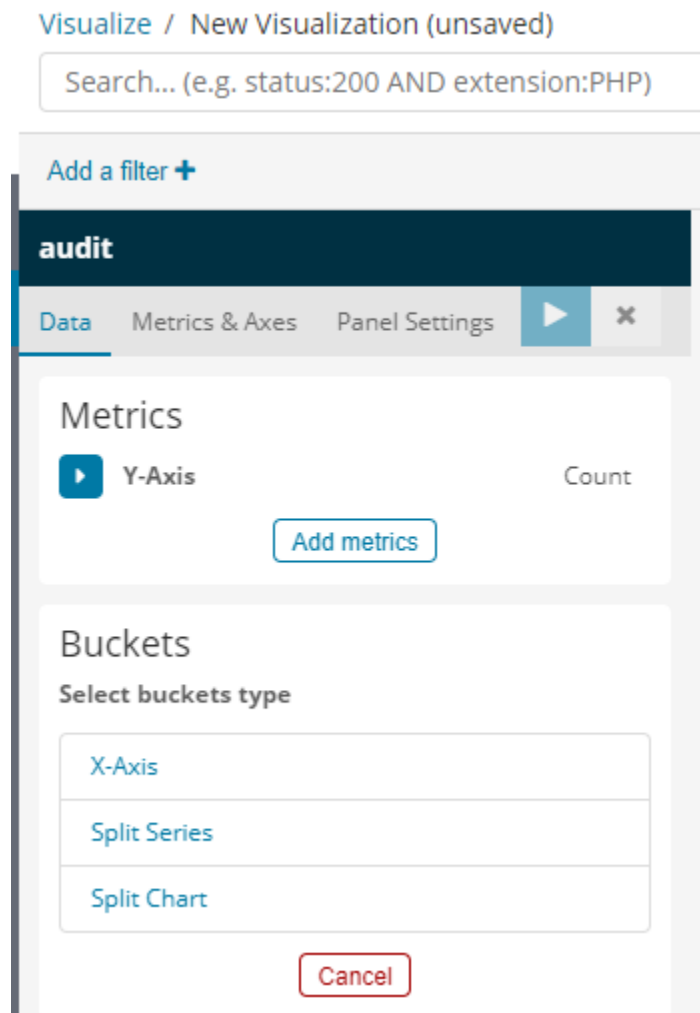 Visualize / New Visualization (unsaved)
Search... (e.g. status:200 AND extension:PHP)
Add a filter +
audit
Data Metrics & Axes Panel Settings
Metrics
Y-Axis Count
Add metrics
Buckets
Select buckets type
X-Axis
Split Series
Split Chart
Cancel